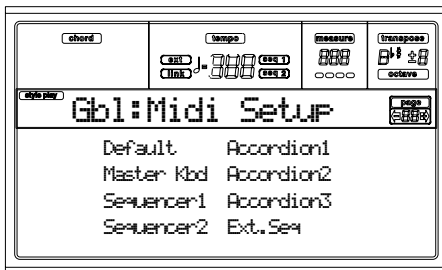 chord tempo measure transpose
ext seq 1
link seq 2
octave
style play
Gbl:Midi Setup page
Default Accordion1
Master Kbd Accordion2
Sequencer1 Accordion3
Sequencer2 Ext.Seq